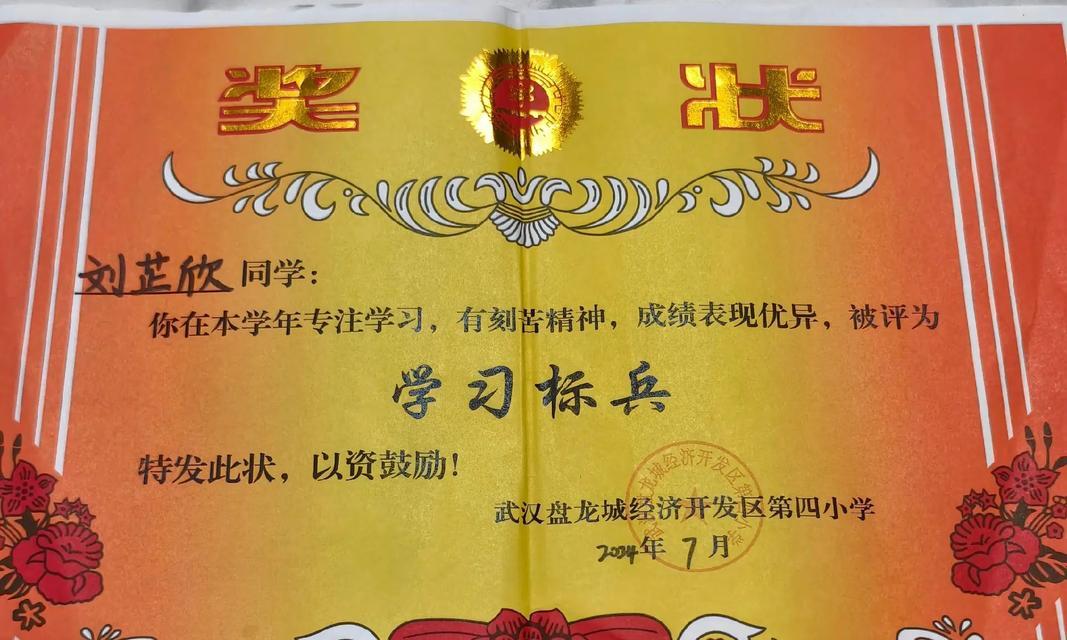 奖状
刘芷欣同学：
你在本学年专注学习，有刻苦精神，成绩表现优异，被评为
学习标兵
特发此状，以资鼓励！
武汉盘龙城经济开发区第四小学
2024年7月